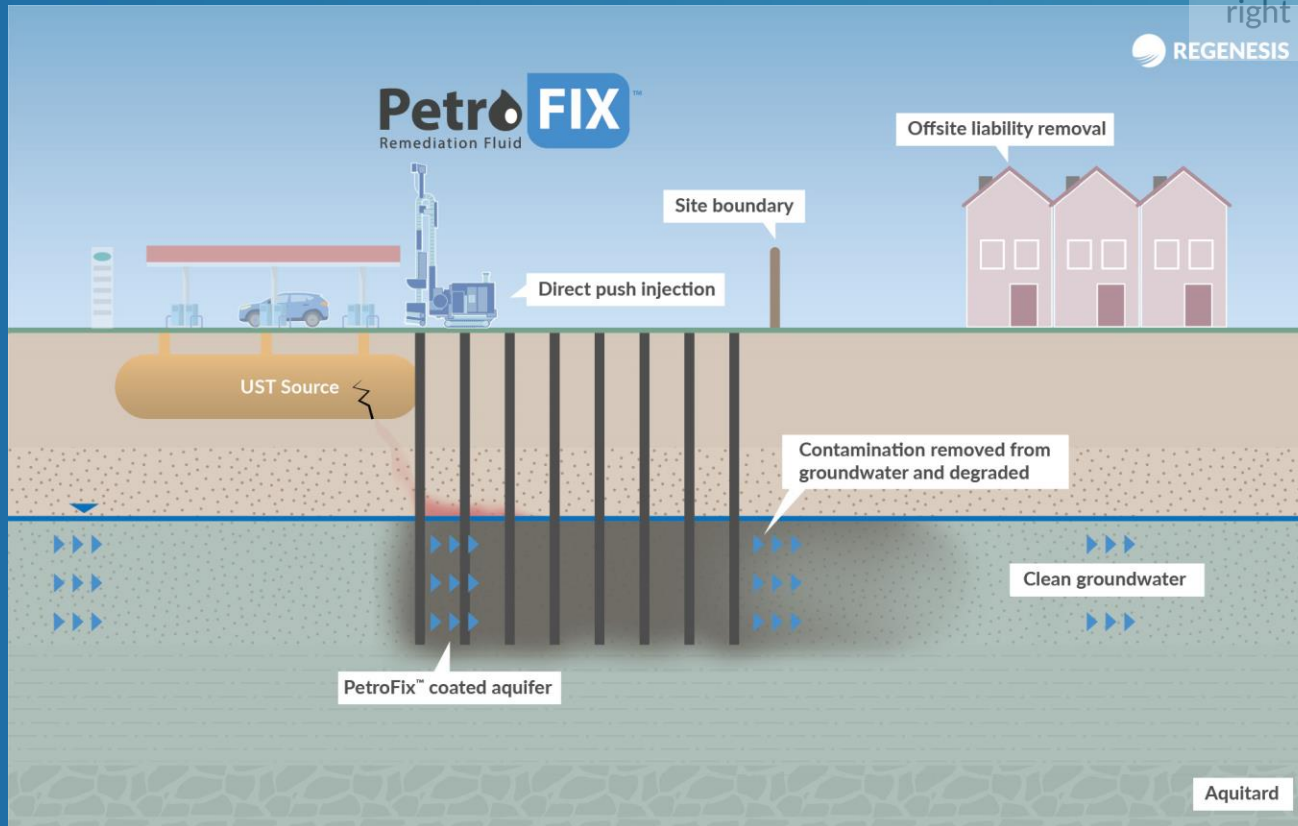 right
REGENESIS
PetroFIX™
Remediation Fluid
Offsite liability removal
Site boundary
Direct push injection
UST Source
Contamination removed from
groundwater and degraded
Clean groundwater
PetroFix™ coated aquifer
Aquitard